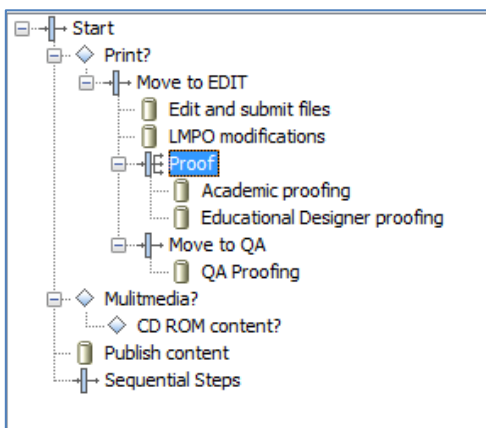 Start
Print?
Move to EDIT
Edit and submit files
LMPO modifications
Proof
Academic proofing
Educational Designer proofing
Move to QA
QA Proofing
Mulitmedia?
CD ROM content?
Publish content
Sequential Steps